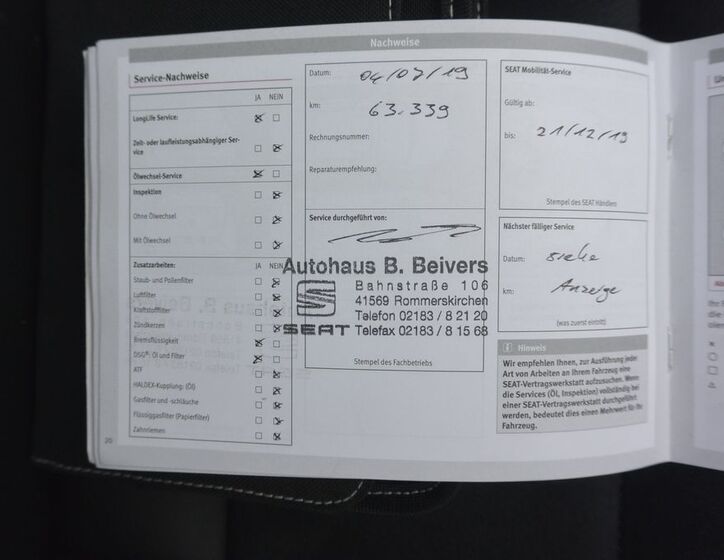 Nachweise
Service-Nachweise
JA NEIN
LongLife Service:
Zeit- oder laufleistungsabhängiger Ser-
vice
Ölwechsel-Service
Inspektion
Ohne Ölwechsel
Mit Ölwechsel
Zusatzarbeiten: JA NEIN
Staub- und Pollenfilter
Luftfilter
Kraftstofffilter
Zündkerzen
Bremsflüssigkeit
DSG®: Öl und Filter
ATF
HALDEX-Kupplung: (Öl)
Gasfilter und -schläuche
Flüssiggasfilter (Papierfilter)
Zahnriemen
20
Datum: 04/07/19
km: 63.339
Rechnungsnummer:
Reparaturempfehlung:
Service durchgeführt von:
Autohaus B. Beivers
Bahnstraße 106
41569 Rommerskirchen
Telefon 02183 / 8 21 20
SEAT Telefax 02183 / 8 15 68
Stempel des Fachbetriebs
SEAT Mobilität-Service
Gültig ab:
bis: 21/12/19
Stempel des SEAT Händlers
Nächster fälliger Service
Datum: siehe
km: Anzeige
(was zuerst eintritt)
i Hinweis
Wir empfehlen Ihnen, zur Ausführung jeder
Art von Arbeiten an Ihrem Fahrzeug eine
SEAT-Vertragswerkstatt aufzusuchen. Wenn
die Services (Öl, Inspektion) vollständig bei
einer SEAT-Vertragswerkstatt durchgeführt
werden, bedeutet dies einen Mehrwert für Ihr
Fahrzeug.